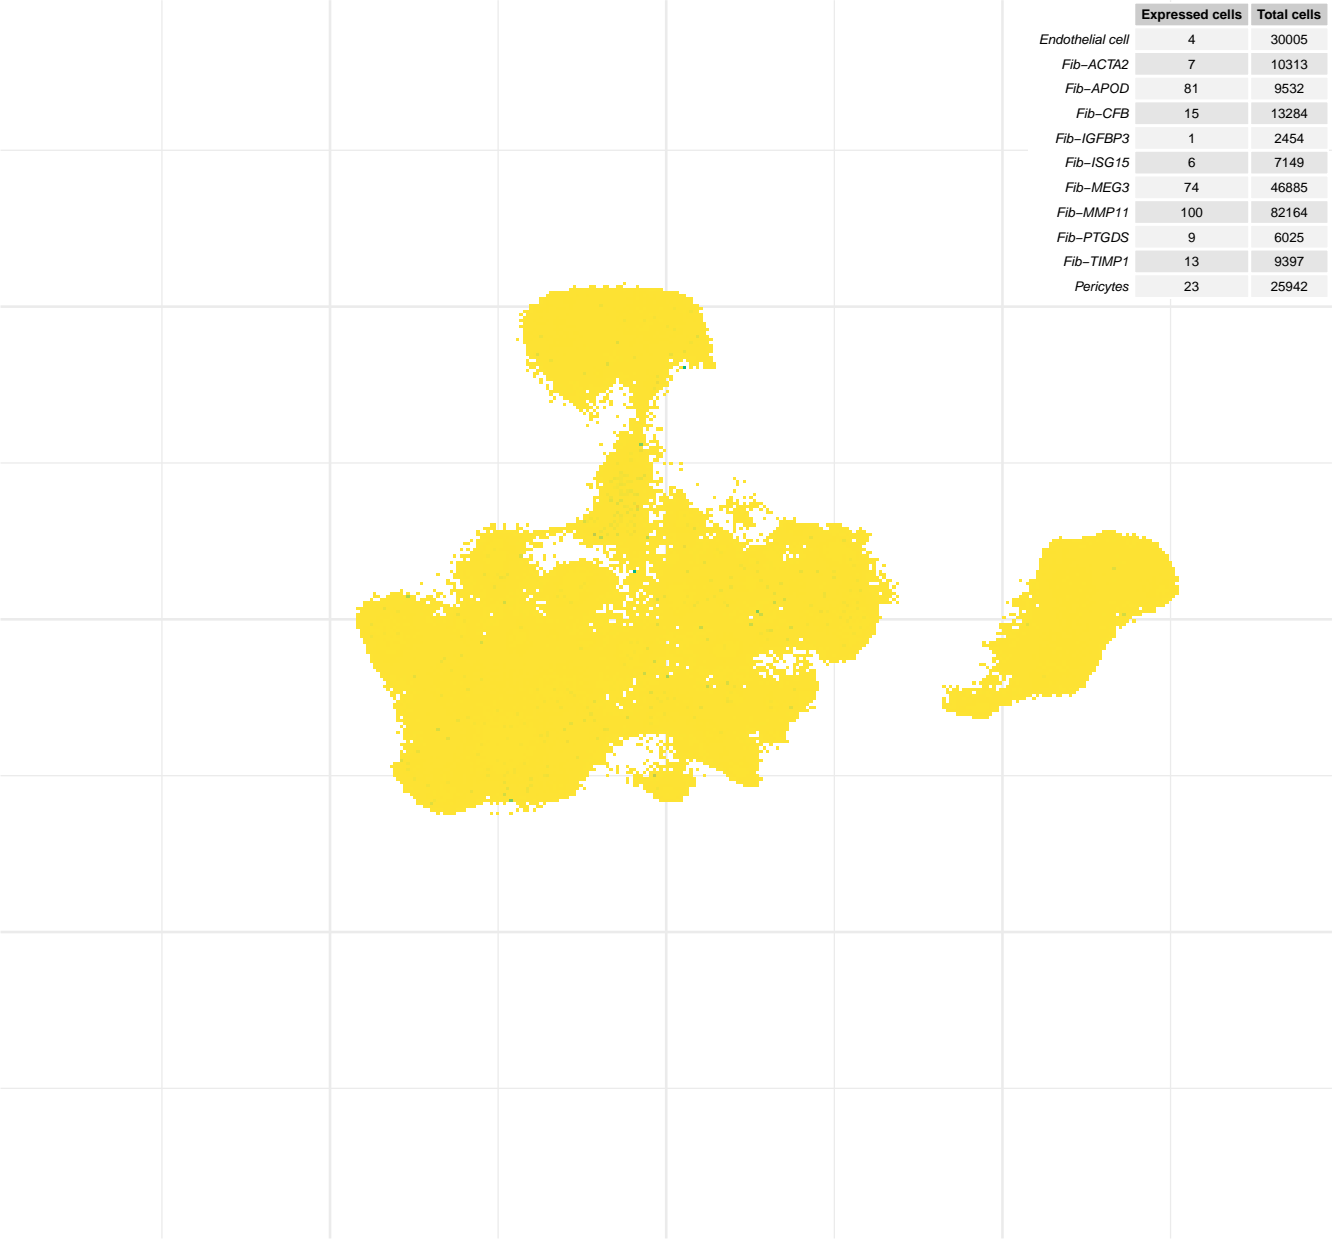 Expressed cells Total cells
Endothelial cell 4 30005
Fib−ACTA2 7 10313
Fib−APOD 81 9532
Fib−CFB 15 13284
Fib−IGFBP3 1 2454
Fib−ISG15 6 7149
Fib−MEG3 74 46885
Fib−MMP11 100 82164
Fib−PTGDS 9 6025
Fib−TIMP1 13 9397
Pericytes 23 25942